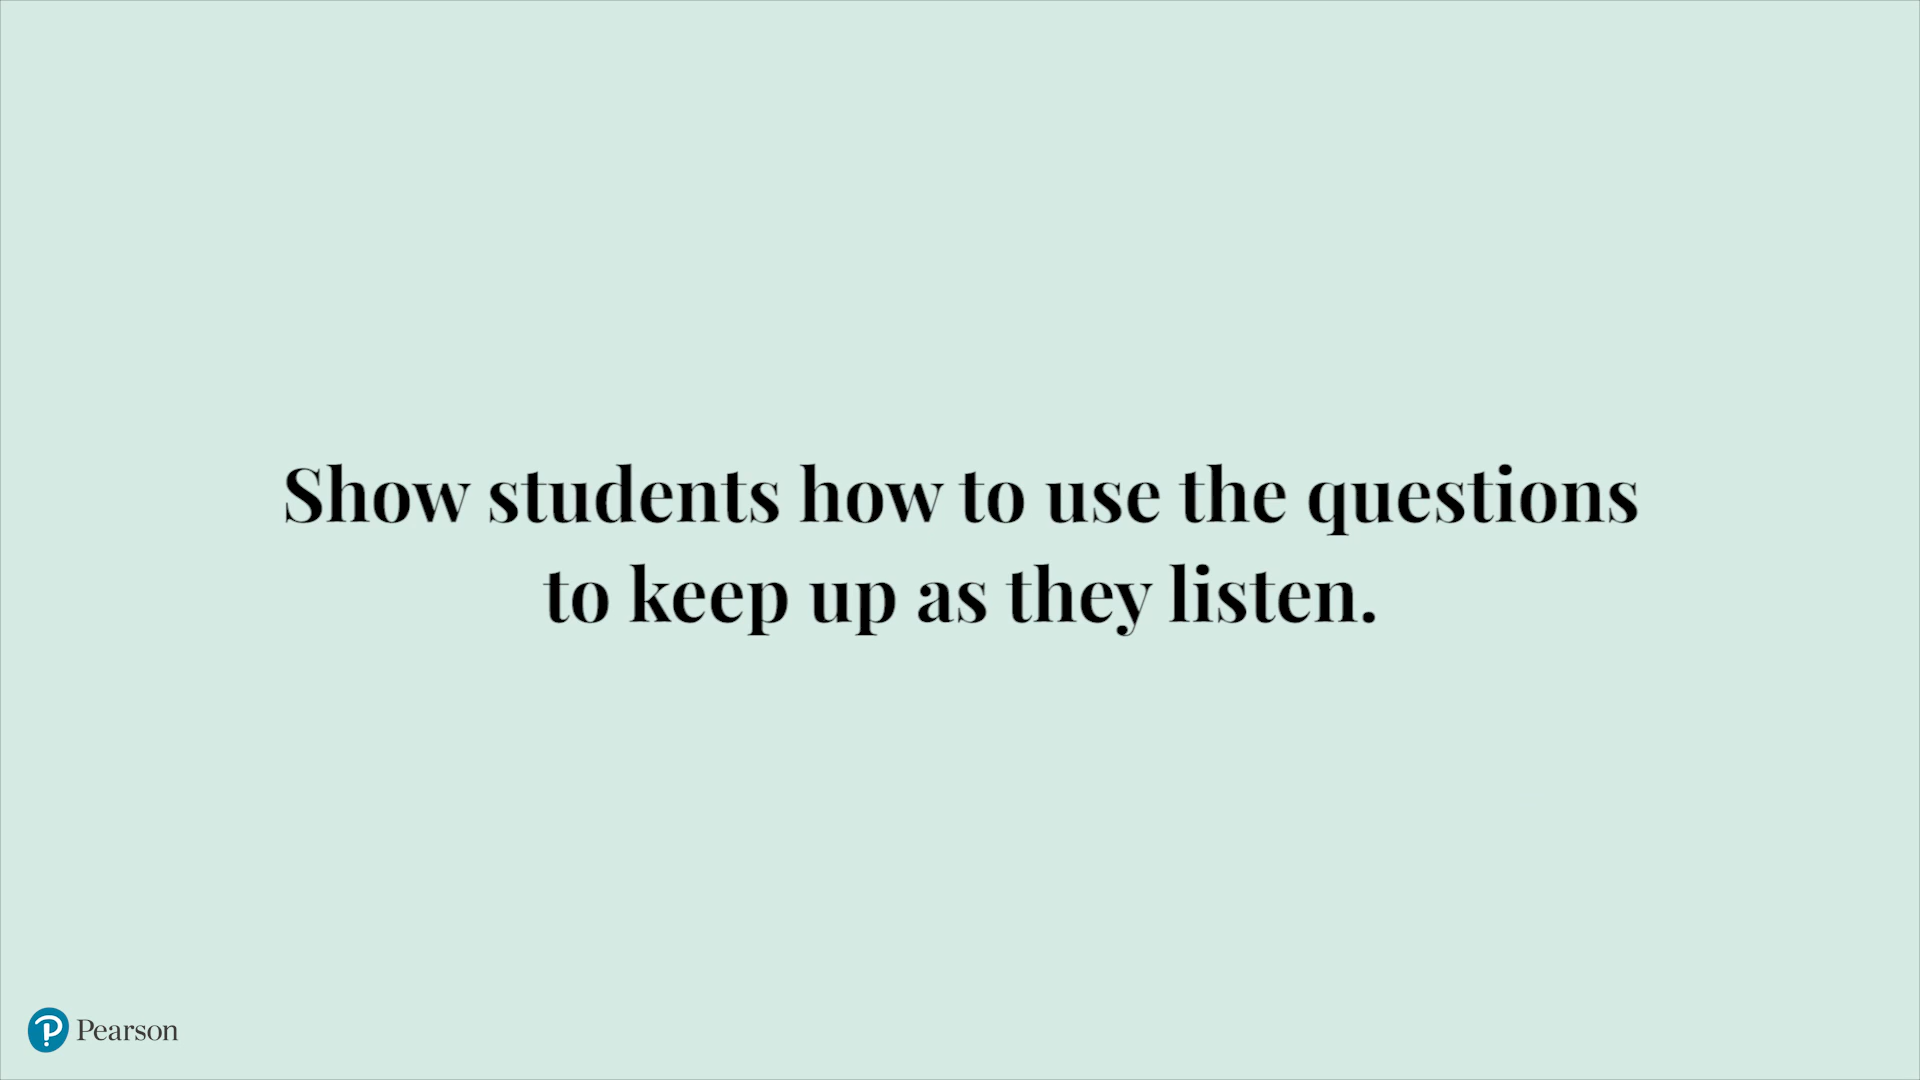 Show students how to use the questions
to keep up as they listen.
Pearson